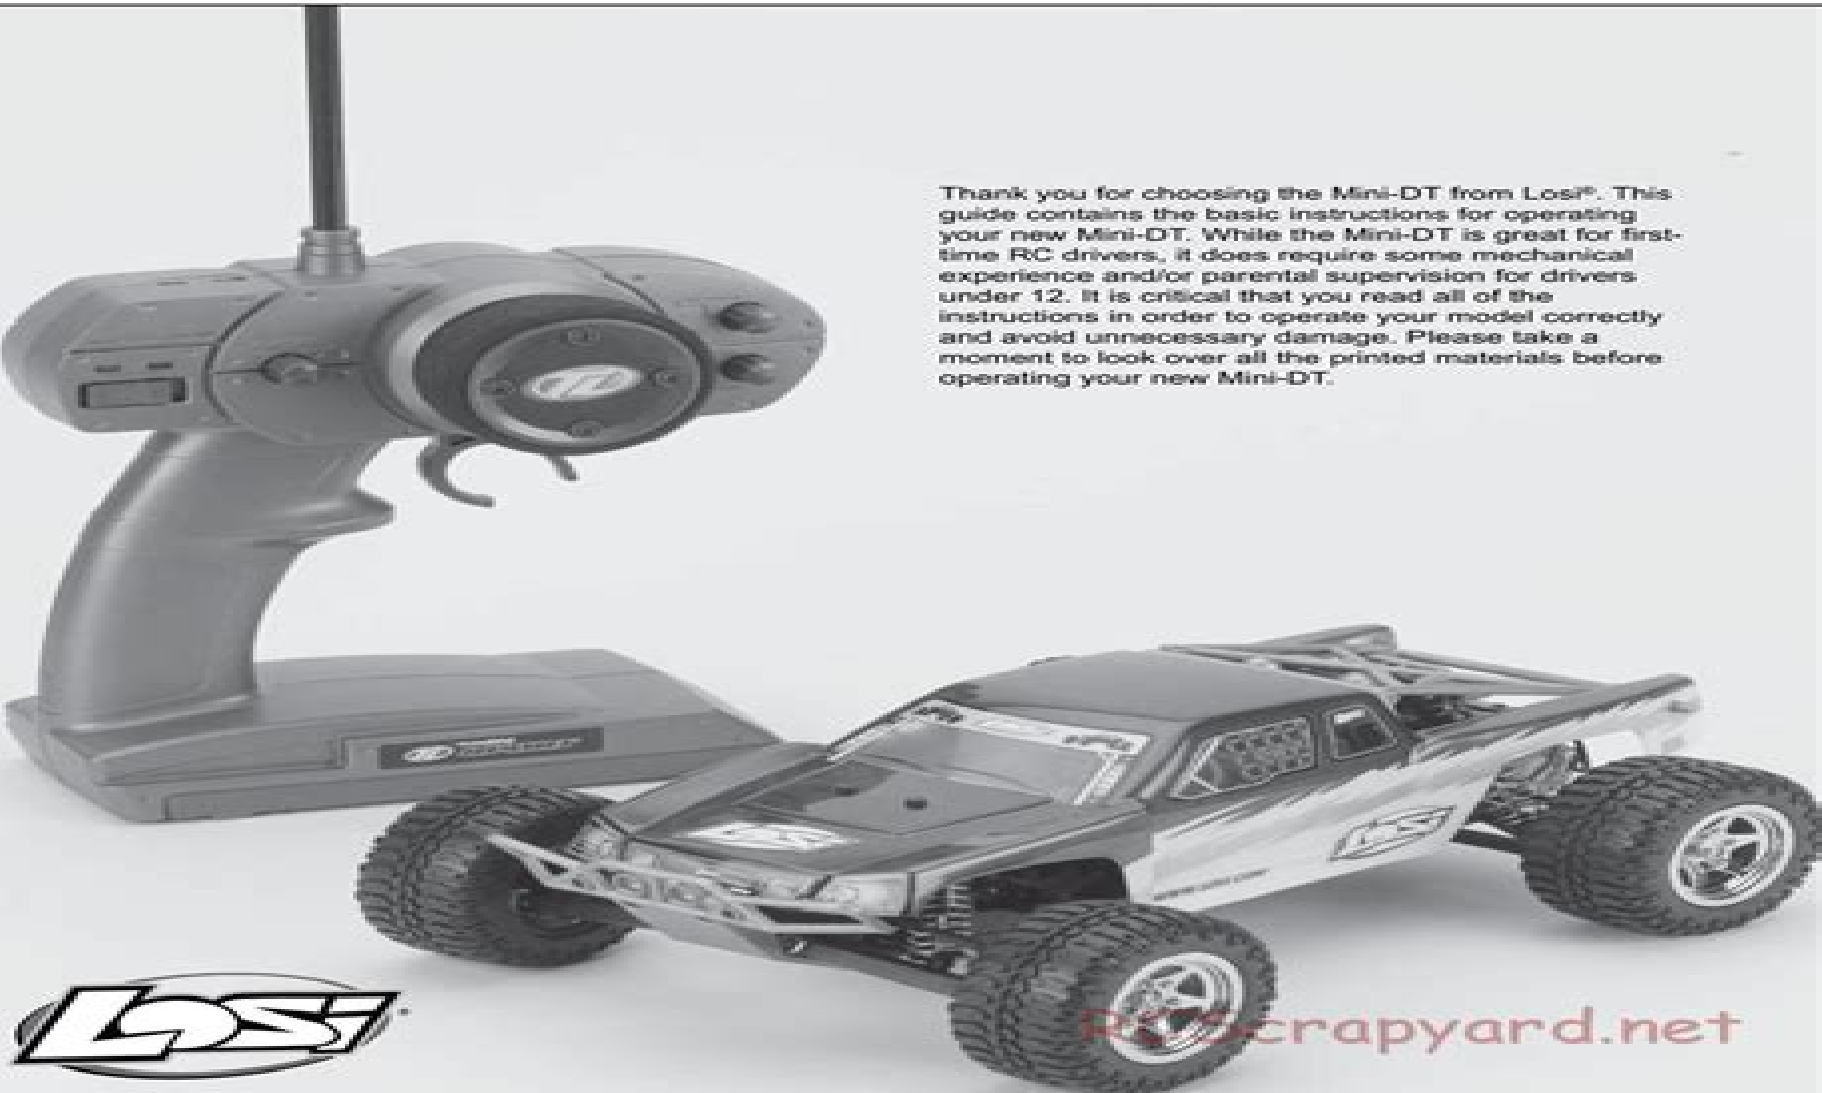 Thank you for choosing the Mini-DT from Losi®. This
guide contains the basic instructions for operating
your new Mini-DT. While the Mini-DT is great for first-
time RC drivers, it does require some mechanical
experience and/or parental supervision for drivers
under 12. It is critical that you read all of the
instructions in order to operate your model correctly
and avoid unnecessary damage. Please take a
moment to look over all the printed materials before
operating your new Mini-DT.
LOSI
LOSI
LOSI
RCScrapyard.net